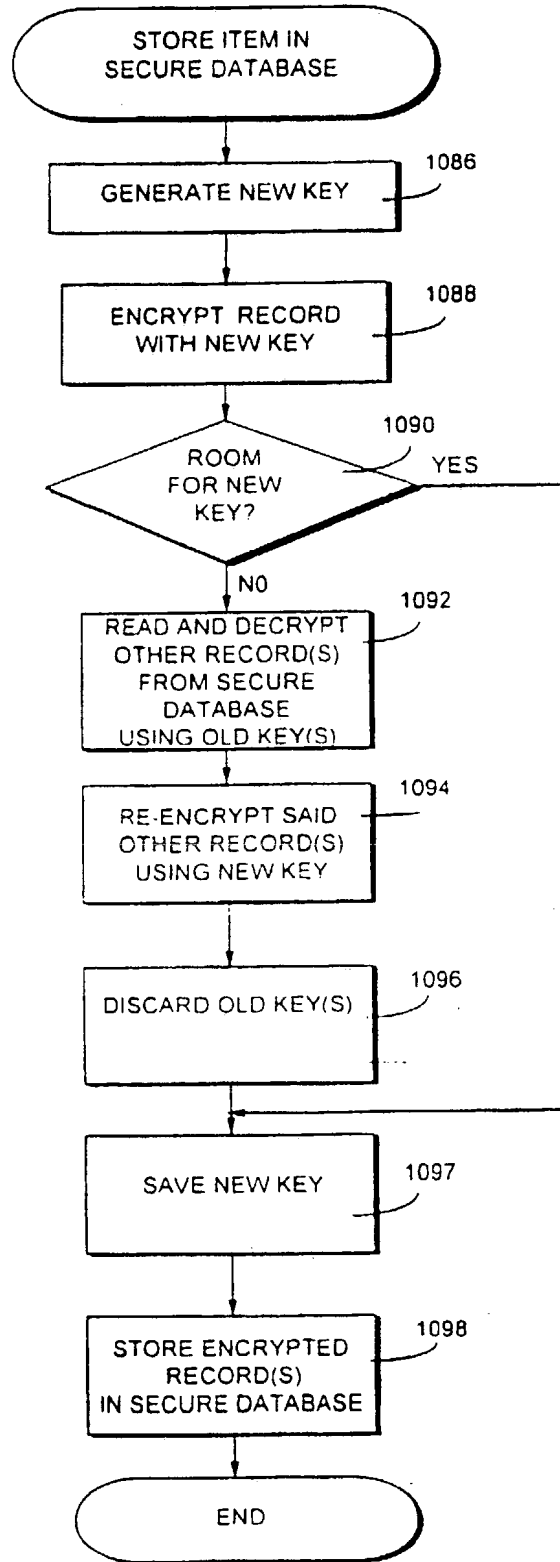 STORE ITEM IN
SECURE DATABASE
1086
GENERATE NEW KEY
1088
ENCRYPT RECORD
WITH NEW KEY
1090
ROOM
FOR NEW
KEY?
YES
NO
1092
READ AND DECRYPT
OTHER RECORD(S)
FROM SECURE
DATABASE
USING OLD KEY(S)
1094
RE-ENCRYPT SAID
OTHER RECORD(S)
USING NEW KEY
1096
DISCARD OLD KEY(S)
1097
SAVE NEW KEY
1098
STORE ENCRYPTED
RECORD(S)
IN SECURE DATABASE
END